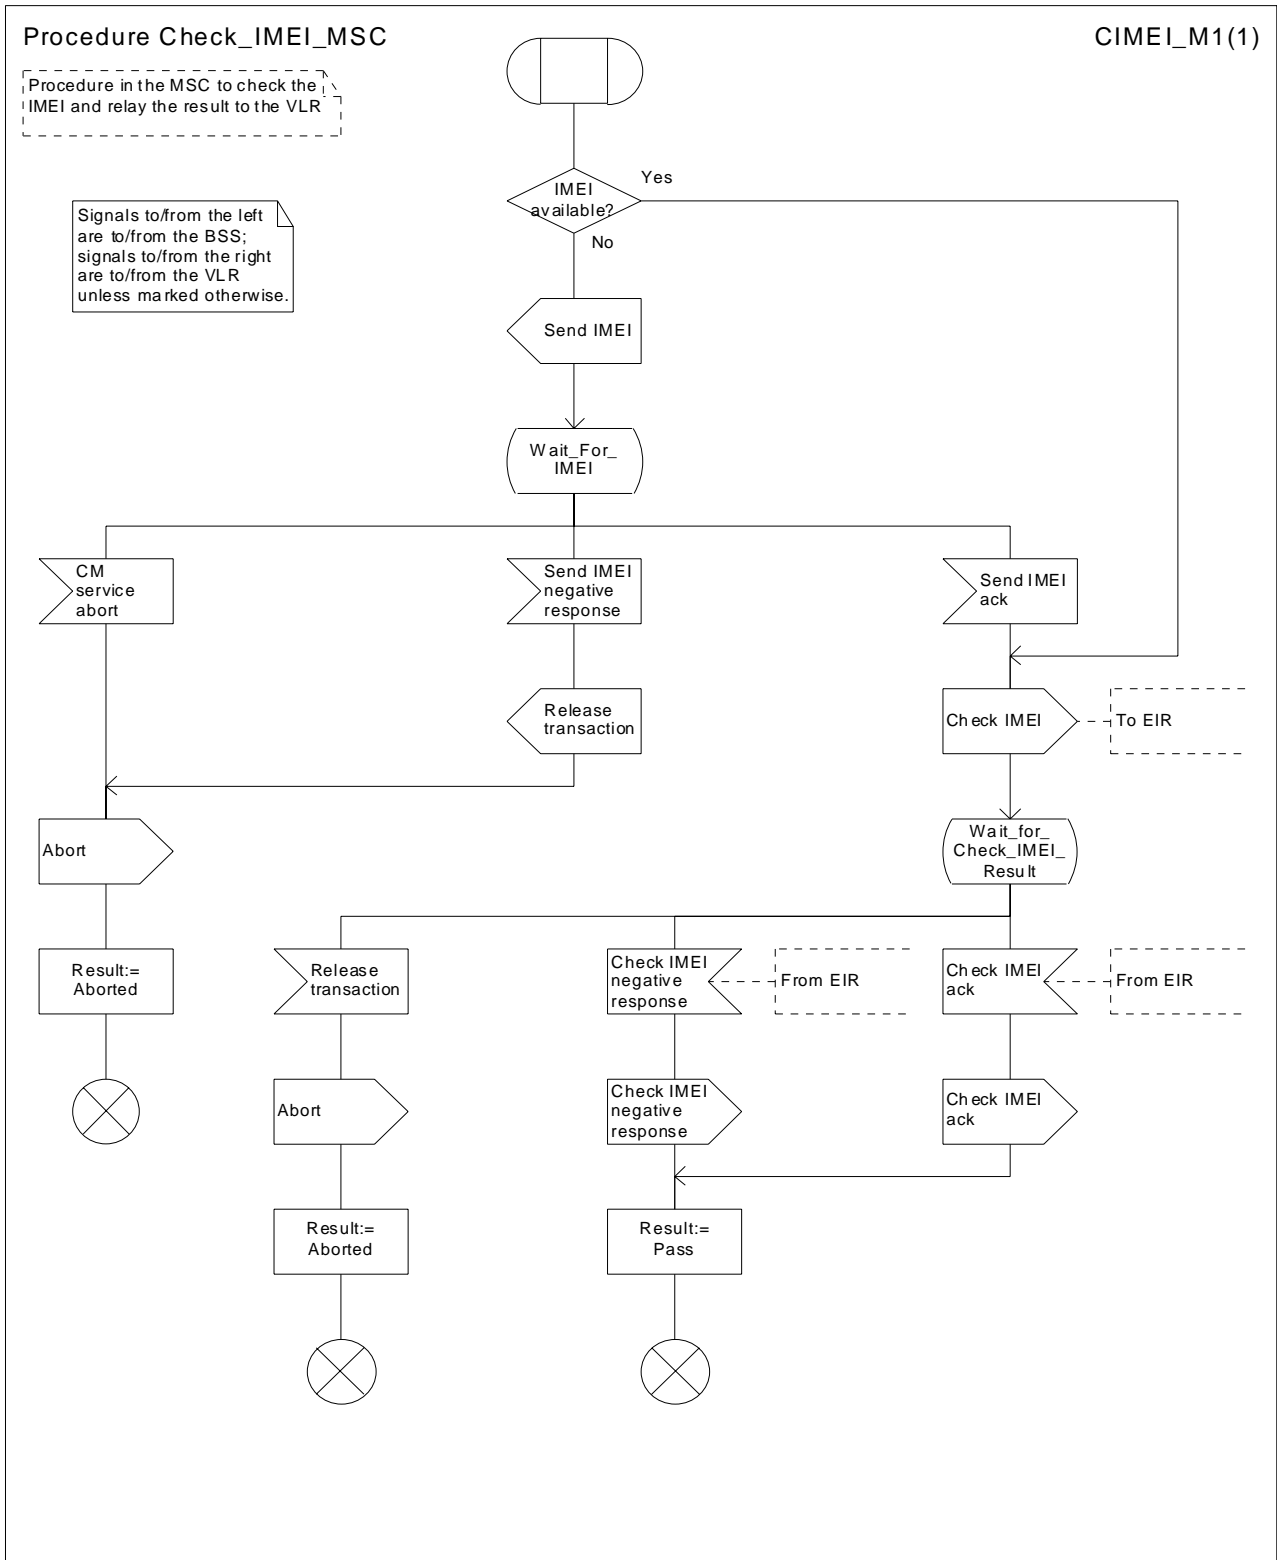 Procedure Check_IMEI_MSC
CIMEI_M1(1)
Procedure in the MSC to check the
IMEI and relay the result to the VLR
Signals to/from the left
are to/from the BSS;
signals to/from the right
are to/from the VLR
unless marked otherwise.
IMEI
available?
Yes
No
Send IMEI
Wait_For_
IMEI
CM
service
abort
Send IMEI
negative
response
Send IMEI
ack
Release
transaction
Check IMEI
To EIR
Abort
Wait_for_
Check_IMEI_
Result
Result:=
Aborted
Release
transaction
Check IMEI
negative
response
From EIR
Check IMEI
ack
From EIR
Abort
Check IMEI
negative
response
Check IMEI
ack
Result:=
Aborted
Result:=
Pass